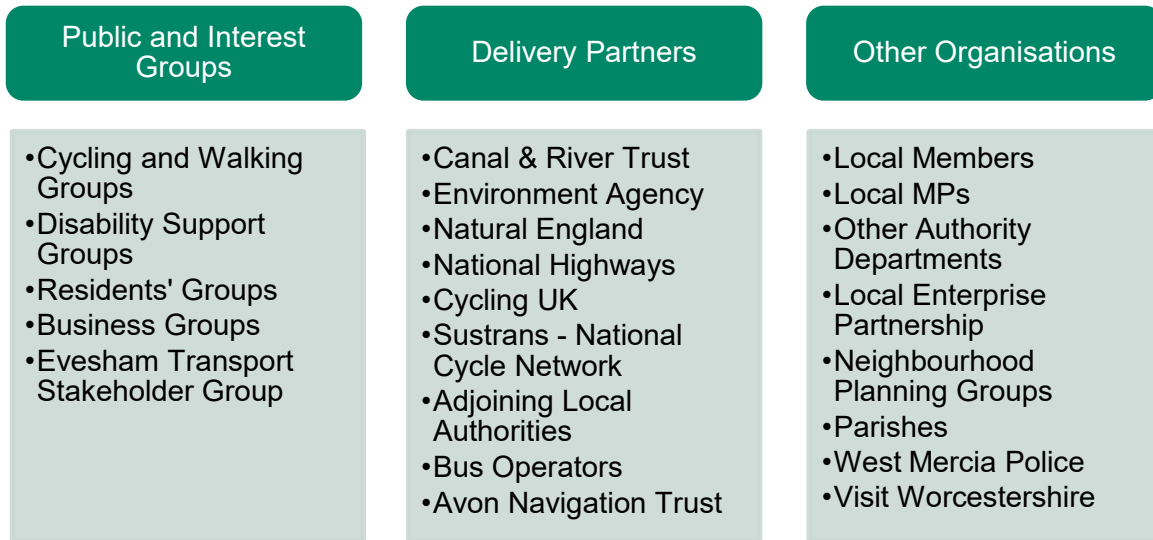 Public and Interest
Groups
•Cycling and Walking
Groups
•Disability Support
Groups
•Residents' Groups
•Business Groups
•Evesham Transport
Stakeholder Group
Delivery Partners
•Canal & River Trust
•Environment Agency
•Natural England
•National Highways
•Cycling UK
•Sustrans - National
Cycle Network
•Adjoining Local
Authorities
•Bus Operators
•Avon Navigation Trust
Other Organisations
•Local Members
•Local MPs
•Other Authority
Departments
•Local Enterprise
Partnership
•Neighbourhood
Planning Groups
•Parishes
•West Mercia Police
•Visit Worcestershire